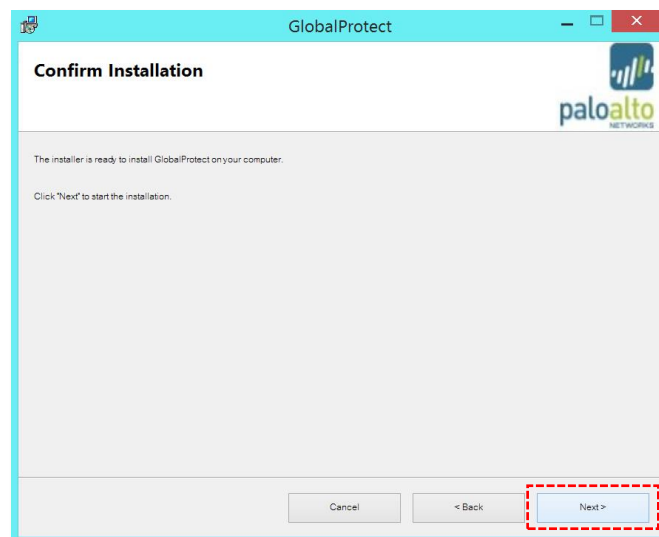 GlobalProtect
Confirm Installation
paloalto
NETWORKS
The installer is ready to install GlobalProtect on your computer.
Click "Next" to start the installation.
Cancel
< Back
Next >